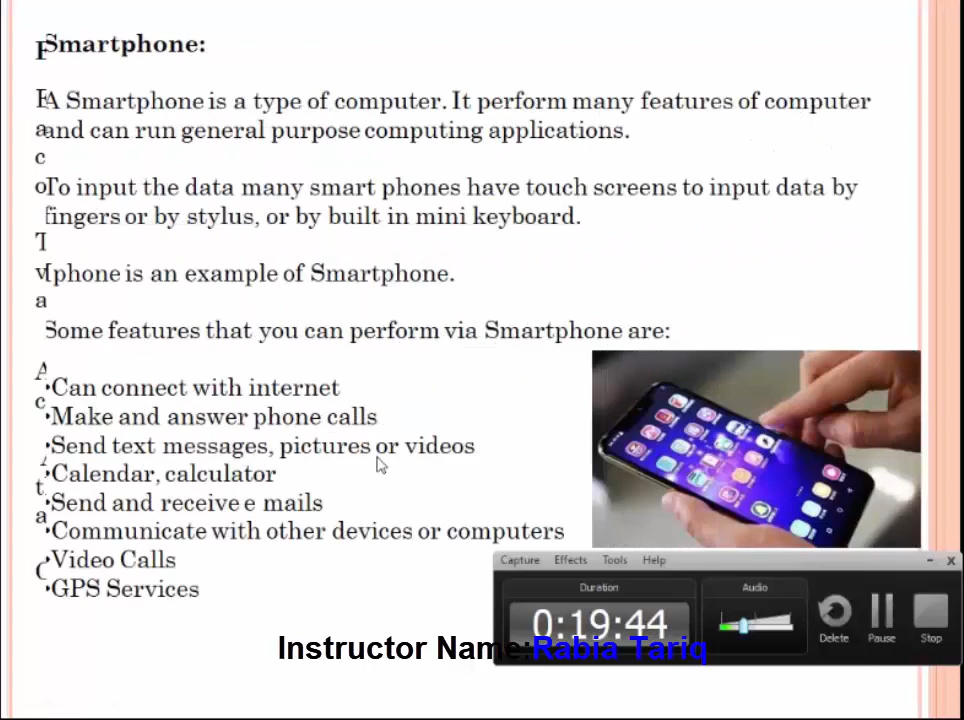 Smartphone:
A Smartphone is a type of computer. It perform many features of computer
and can run general purpose computing applications.
To input the data many smart phones have touch screens to input data by
fingers or by stylus, or by built in mini keyboard.
Iphone is an example of Smartphone.
Some features that you can perform via Smartphone are:
•Can connect with internet
•Make and answer phone calls
•Send text messages, pictures or videos
•Calendar, calculator
•Send and receive e mails
•Communicate with other devices or computers
•Video Calls
•GPS Services
Capture Effects Tools Help
Duration
Audio
0:19:44
Delete Pause Stop
Instructor Name:Rabia Tariq